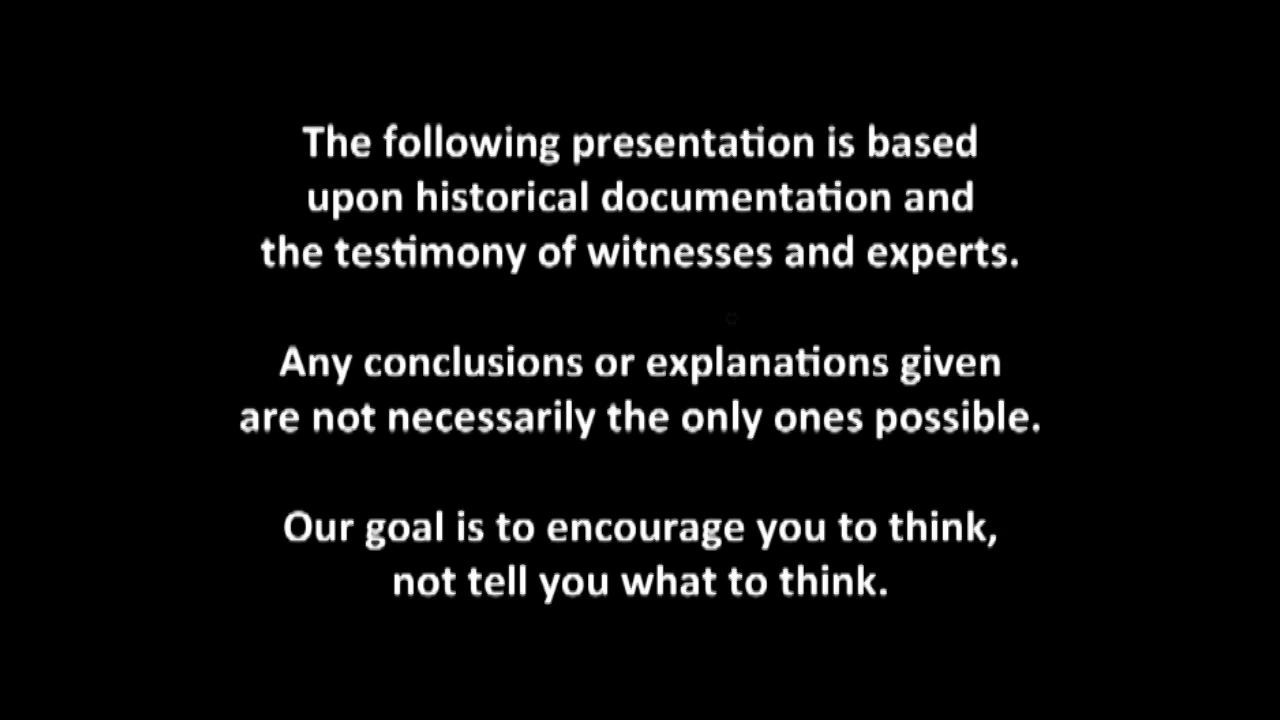 The following presentation is based
upon historical documentation and
the testimony of witnesses and experts.
Any conclusions or explanations given
are not necessarily the only ones possible.
Our goal is to encourage you to think,
not tell you what to think.